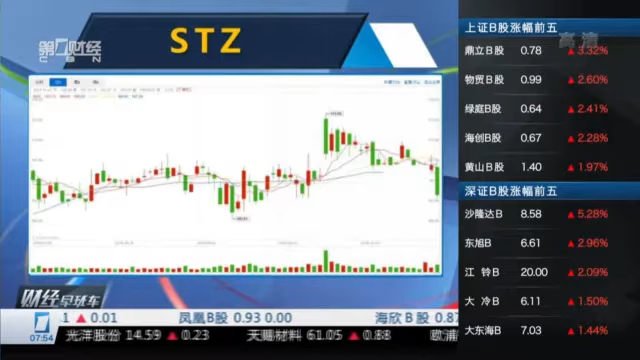 第一财经
CBN
STZ
高清
上证B股涨幅前五
鼎立B股 0.78 ▲3.32%
物贸B股 0.99 ▲2.60%
绿庭B股 0.64 ▲2.41%
海创B股 0.67 ▲2.28%
黄山B股 1.40 ▲1.97%
深证B股涨幅前五
沙隆达B 8.58 ▲5.28%
东旭B 6.61 ▲2.96%
江 铃B 20.00 ▲2.09%
大 冷B 6.11 ▲1.50%
大东海B 7.03 ▲1.44%
财经早班车
▲0.01 凤凰B股 0.93 0.00 海欣B股 0.87
07:54 光洋股份 14.59 ▲0.23 天赐材料 61.05 ▲0.88 欧浦